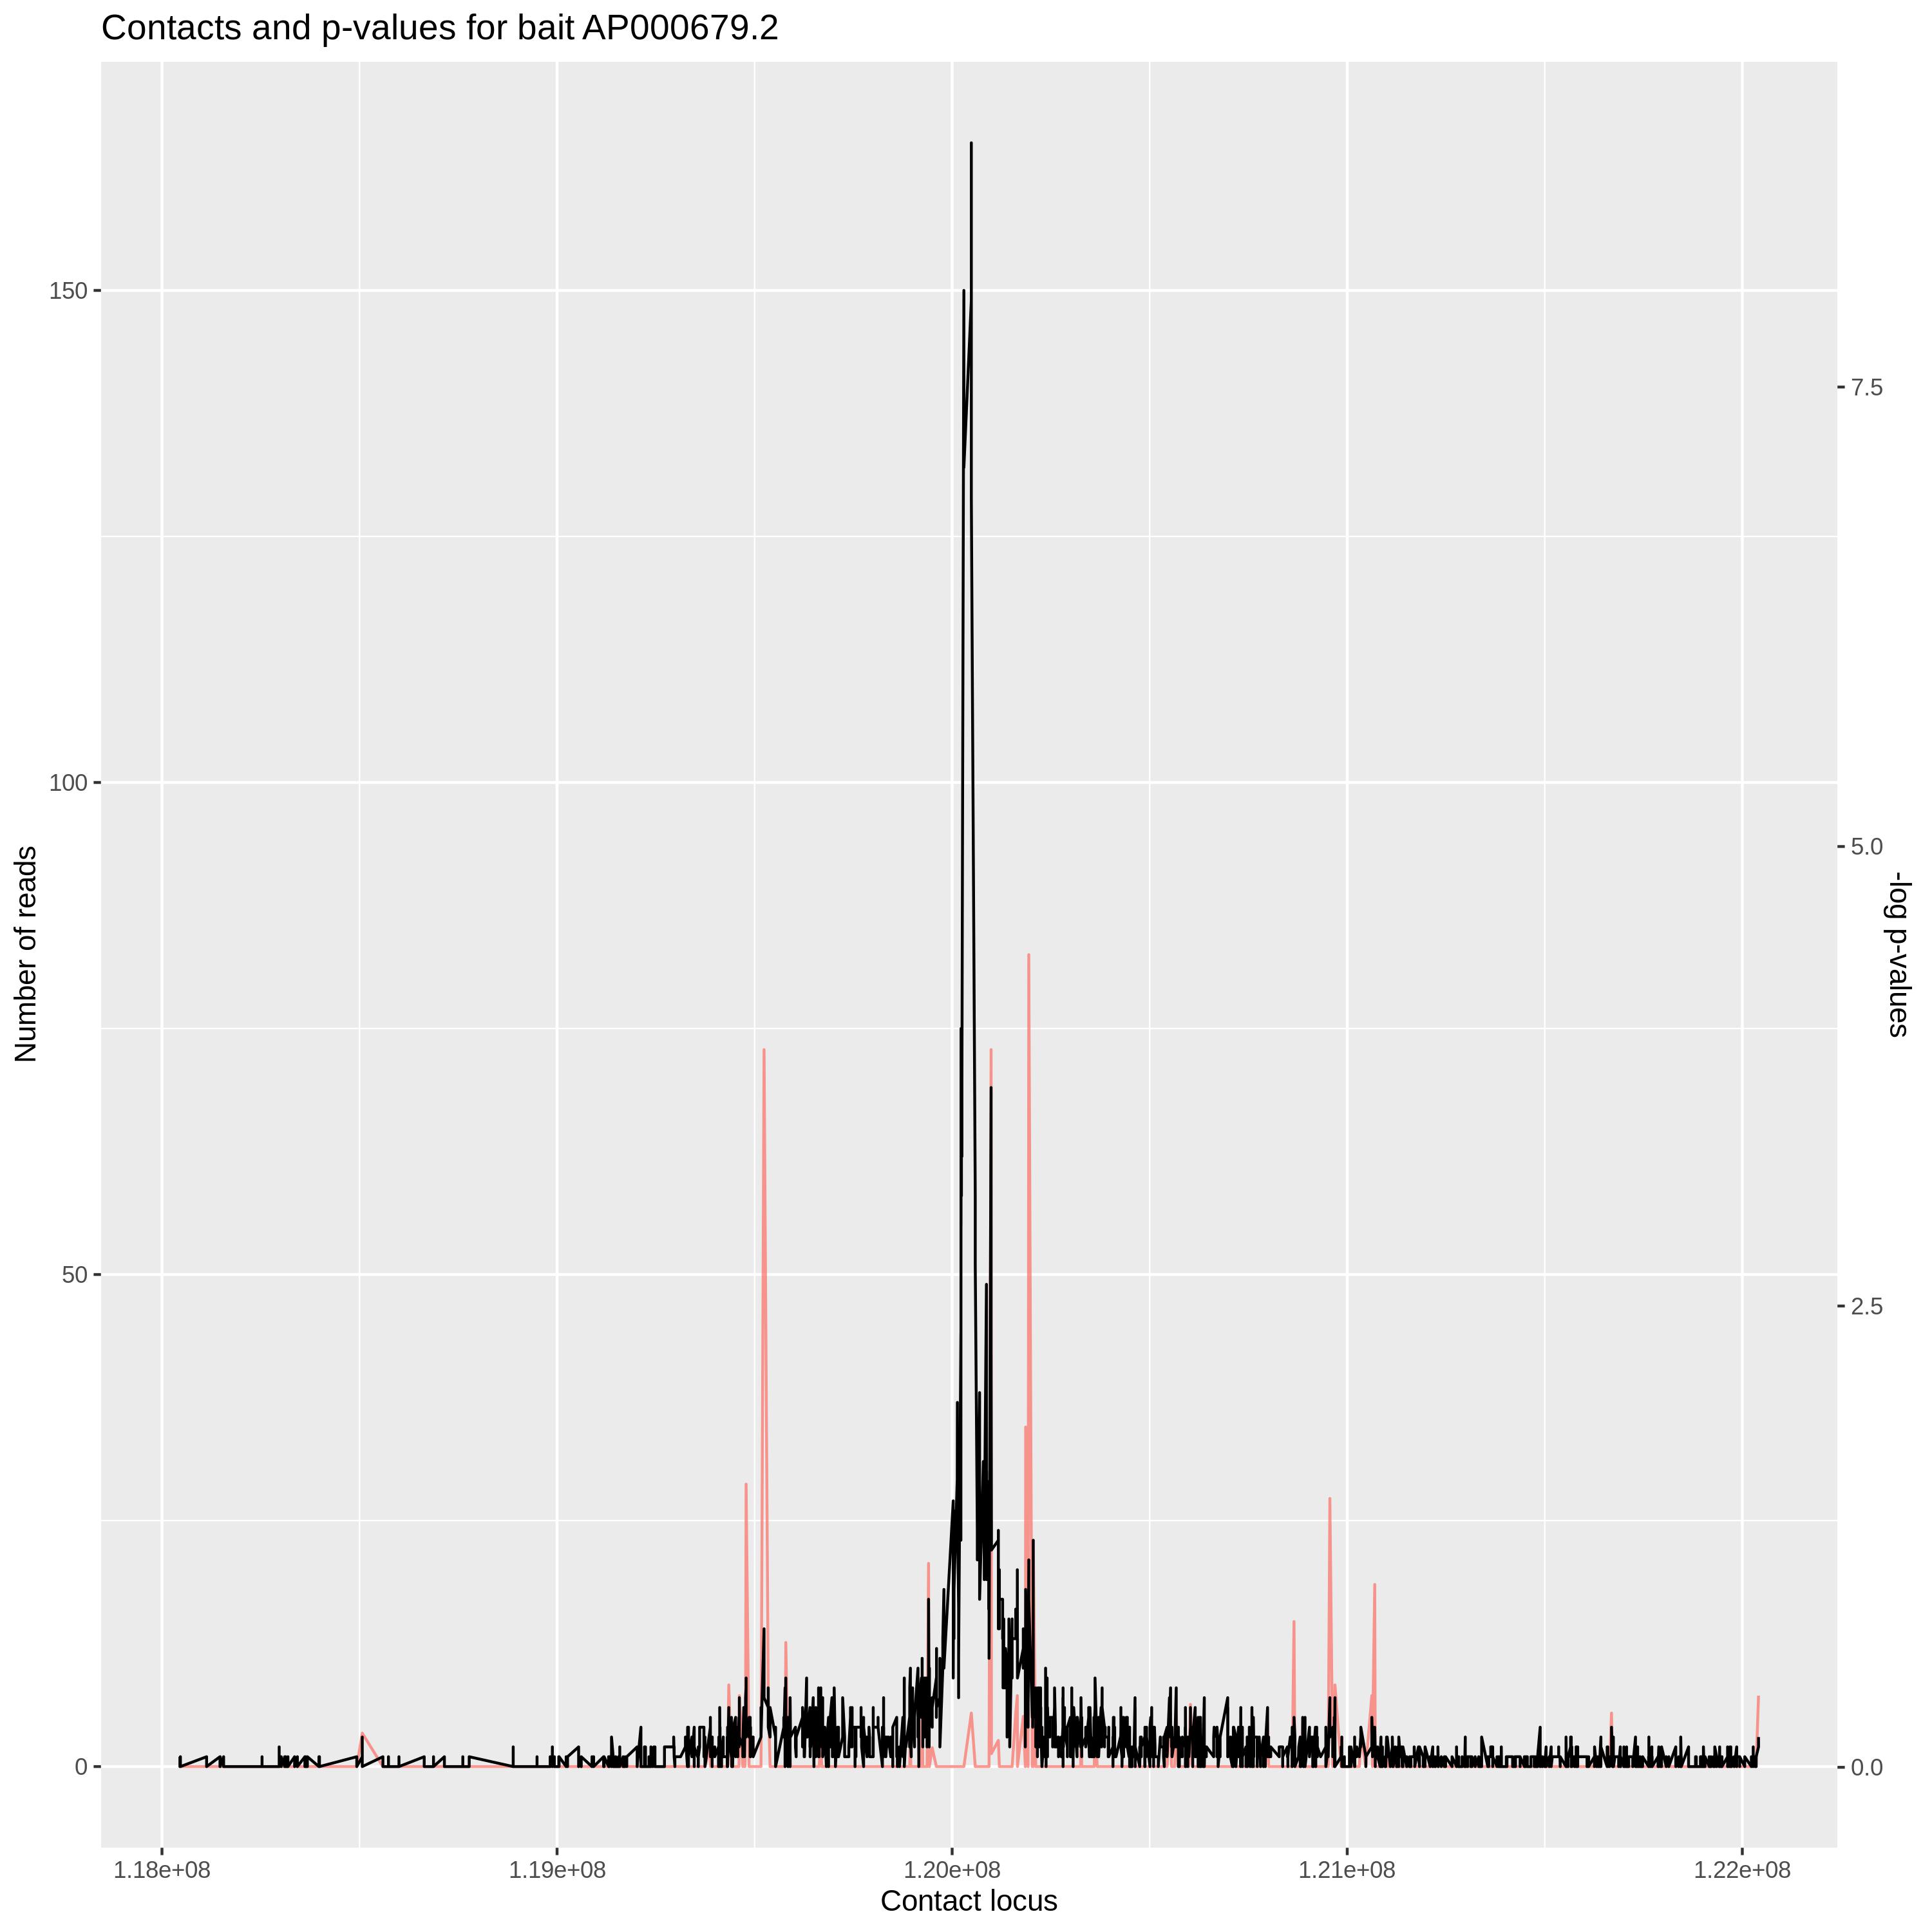 Contacts and p-values for bait AP000679.2
150
100
50
0
7.5
5.0
2.5
0.0
Number of reads
-log p-values
1.18e+08
1.19e+08
1.20e+08
1.21e+08
1.22e+08
Contact locus